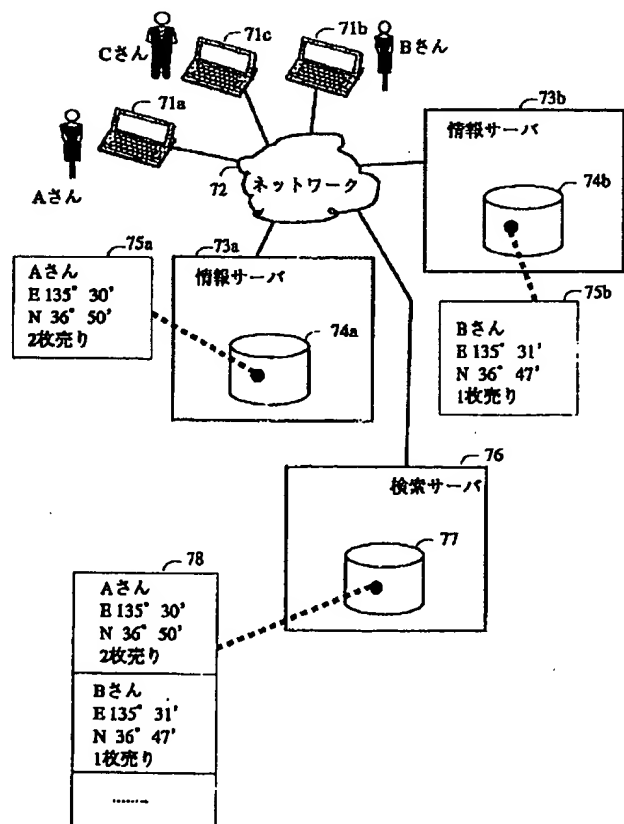 71c
71b
Cさん
Bさん
71a
73b
情報サーバ
Aさん
72
ネットワーク
74b
75a
73a
Aさん
E 135° 30'
N 36° 50'
2枚売り
情報サーバ
74a
75b
Bさん
E 135° 31'
N 36° 47'
1枚売り
76
検索サーバ
77
78
Aさん
E 135° 30'
N 36° 50'
2枚売り
Bさん
E 135° 31'
N 36° 47'
1枚売り
........